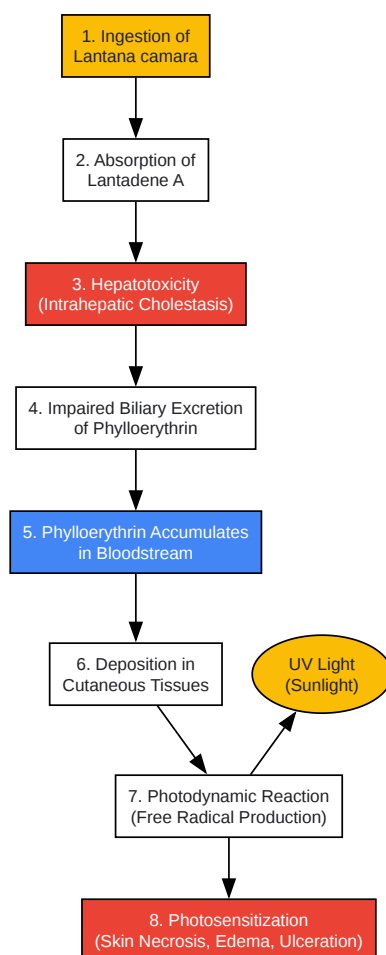 1. Ingestion of
Lantana camara
2. Absorption of
Lantadene A
3. Hepatotoxicity
(Intrahepatic Cholestasis)
4. Impaired Biliary Excretion
of Phylloerythrin
5. Phylloerythrin Accumulates
in Bloodstream
6. Deposition in
Cutaneous Tissues
UV Light
(Sunlight)
7. Photodynamic Reaction
(Free Radical Production)
8. Photosensitization
(Skin Necrosis, Edema, Ulceration)